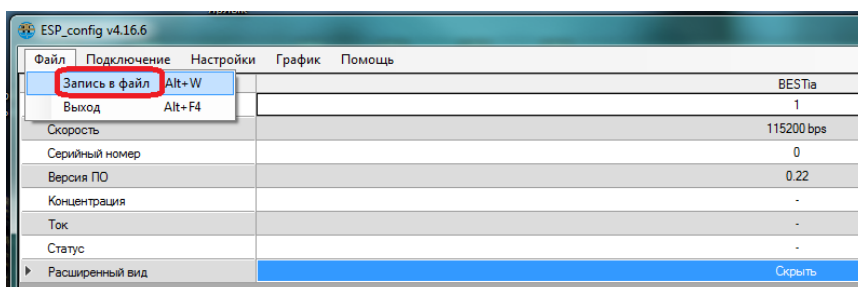 ESP_config v4.16.6
Файл Подключение Настройки График Помощь
Запись в файл Alt+W BESTia
Выход Alt+F4 1
Скорость 115200 bps
Серийный номер 0
Версия ПО 0.22
Концентрация -
Ток -
Статус -
Расширенный вид Скрыть